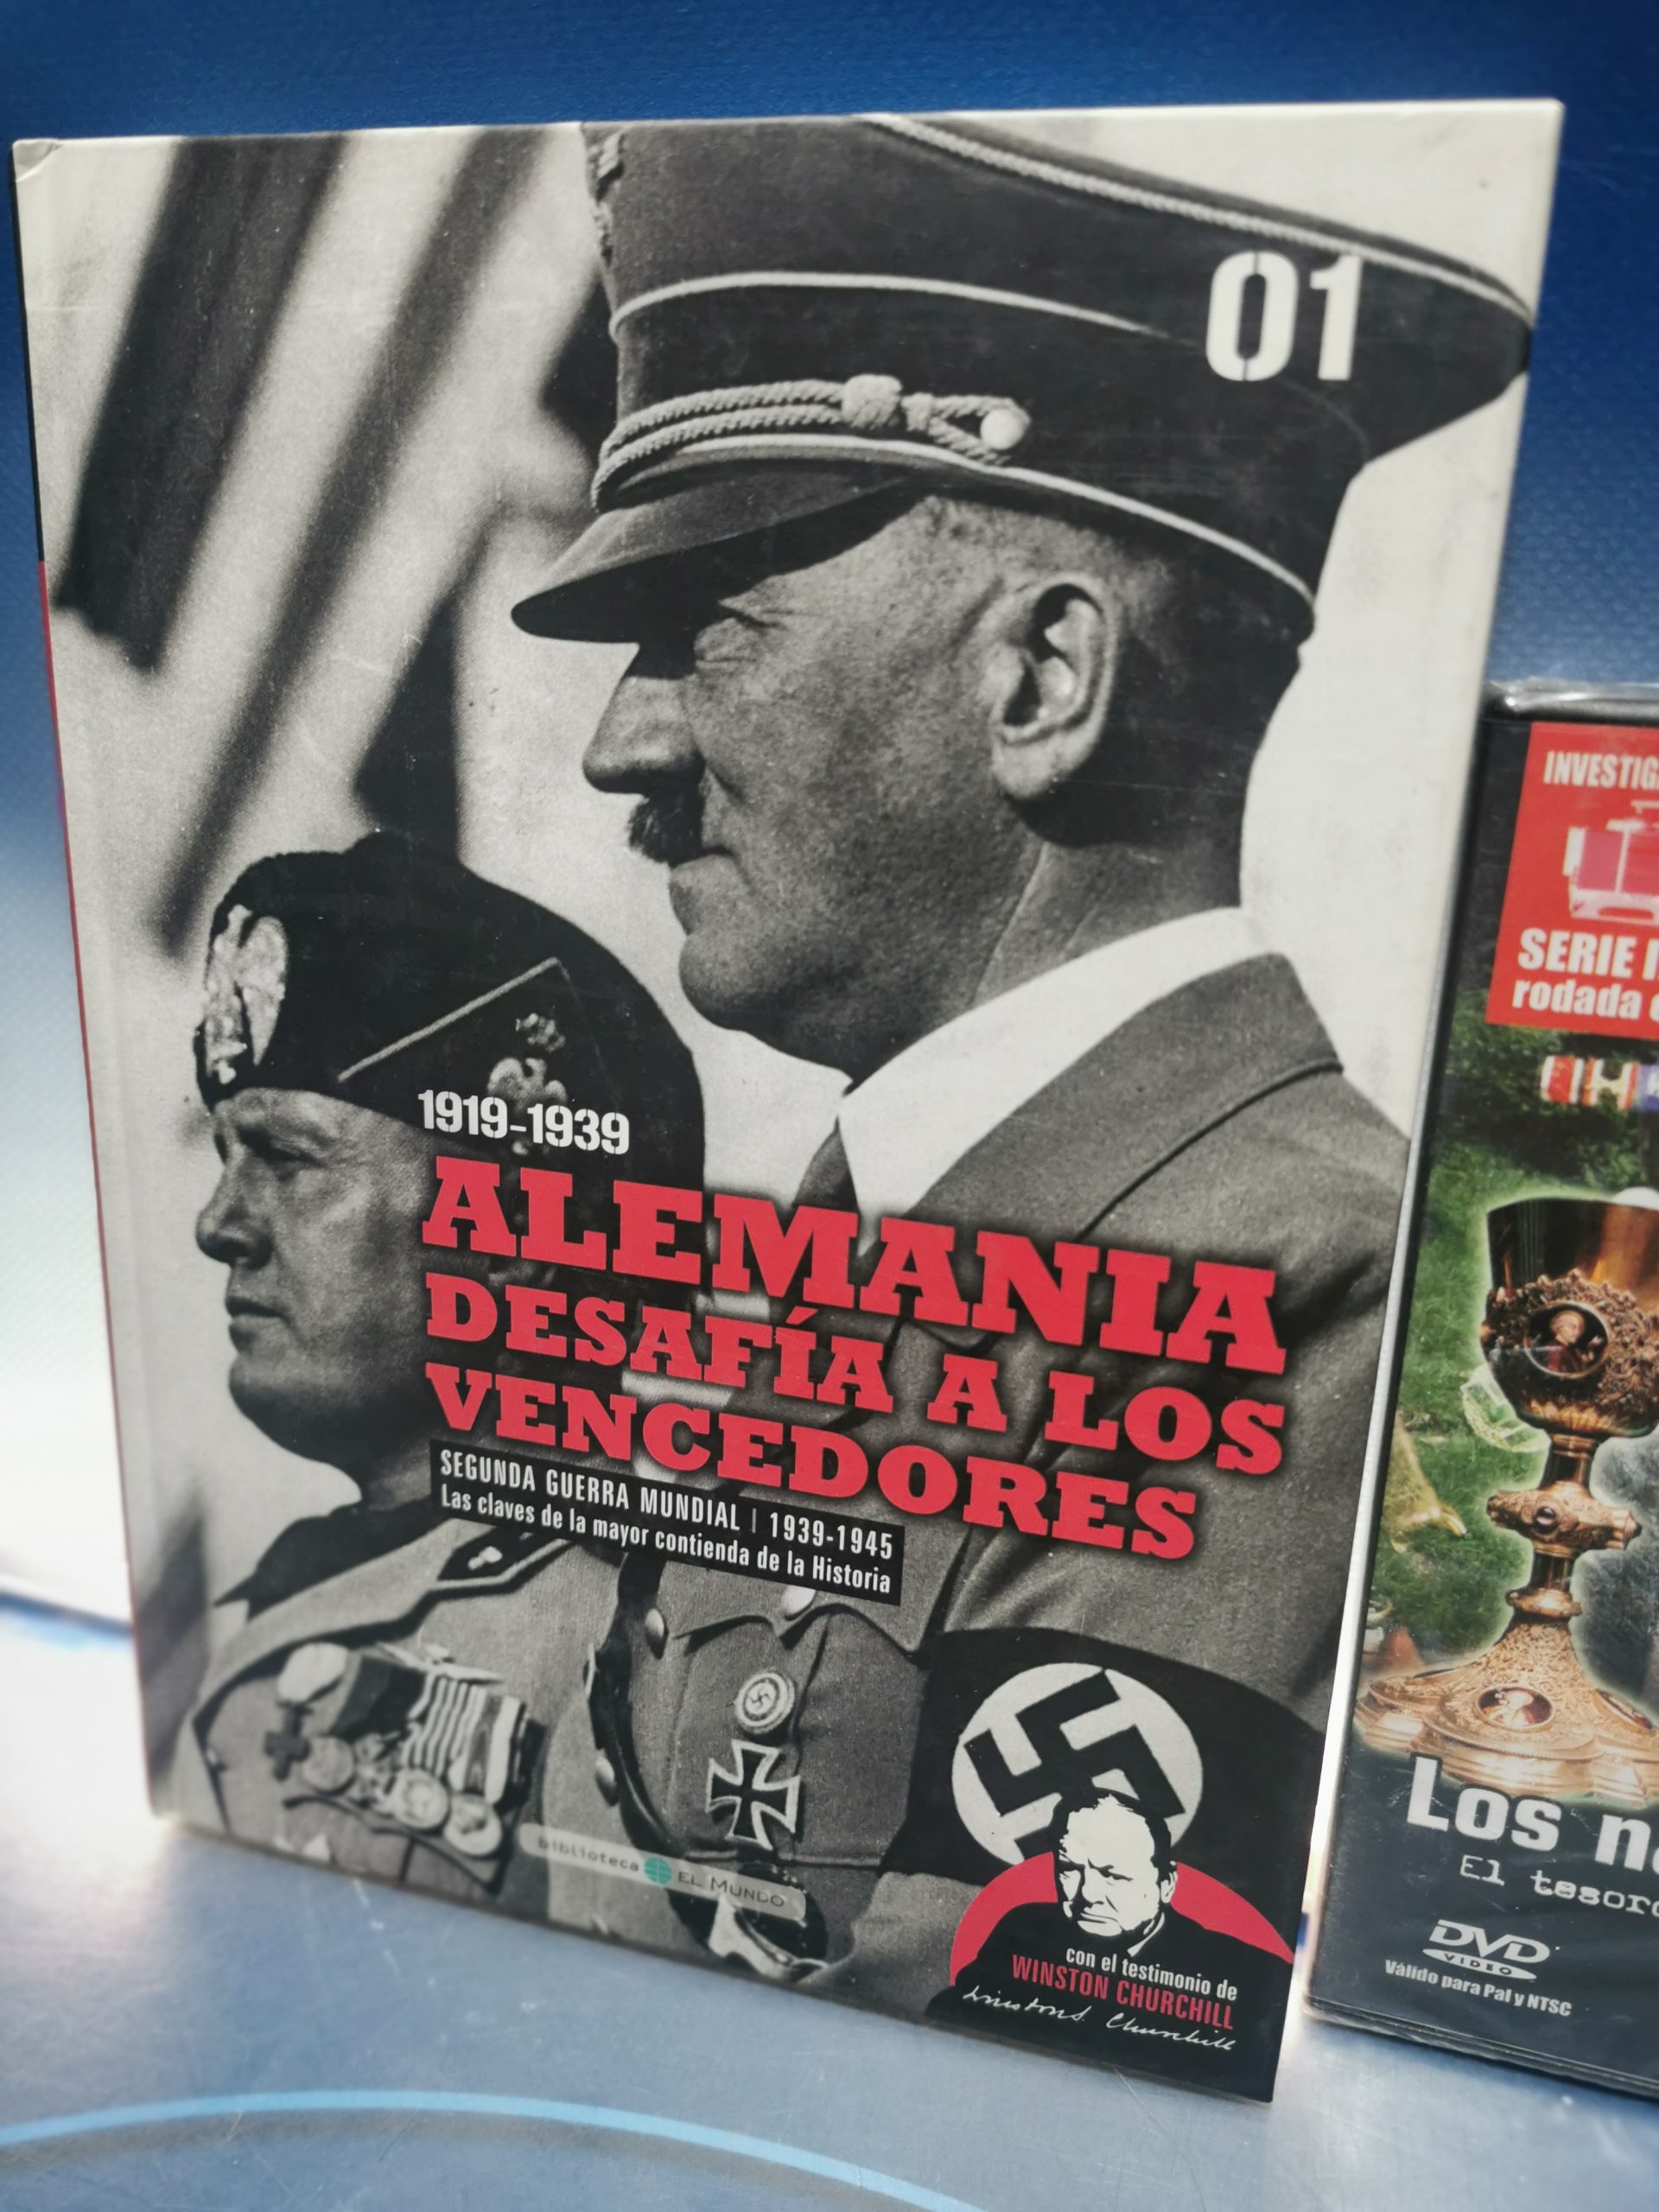 01
1919-1939
ALEMANIA
DESAFÍA A LOS
VENCEDORES
SEGUNDA GUERRA MUNDIAL | 1939-1945
Las claves de la mayor contienda de la Historia
biblioteca EL MUNDO
con el testimonio de
WINSTON CHURCHILL
Winston S. Churchill
SERIE
rodada
Los
El
DVD
VIDEO
Válido para Pal y NTSC